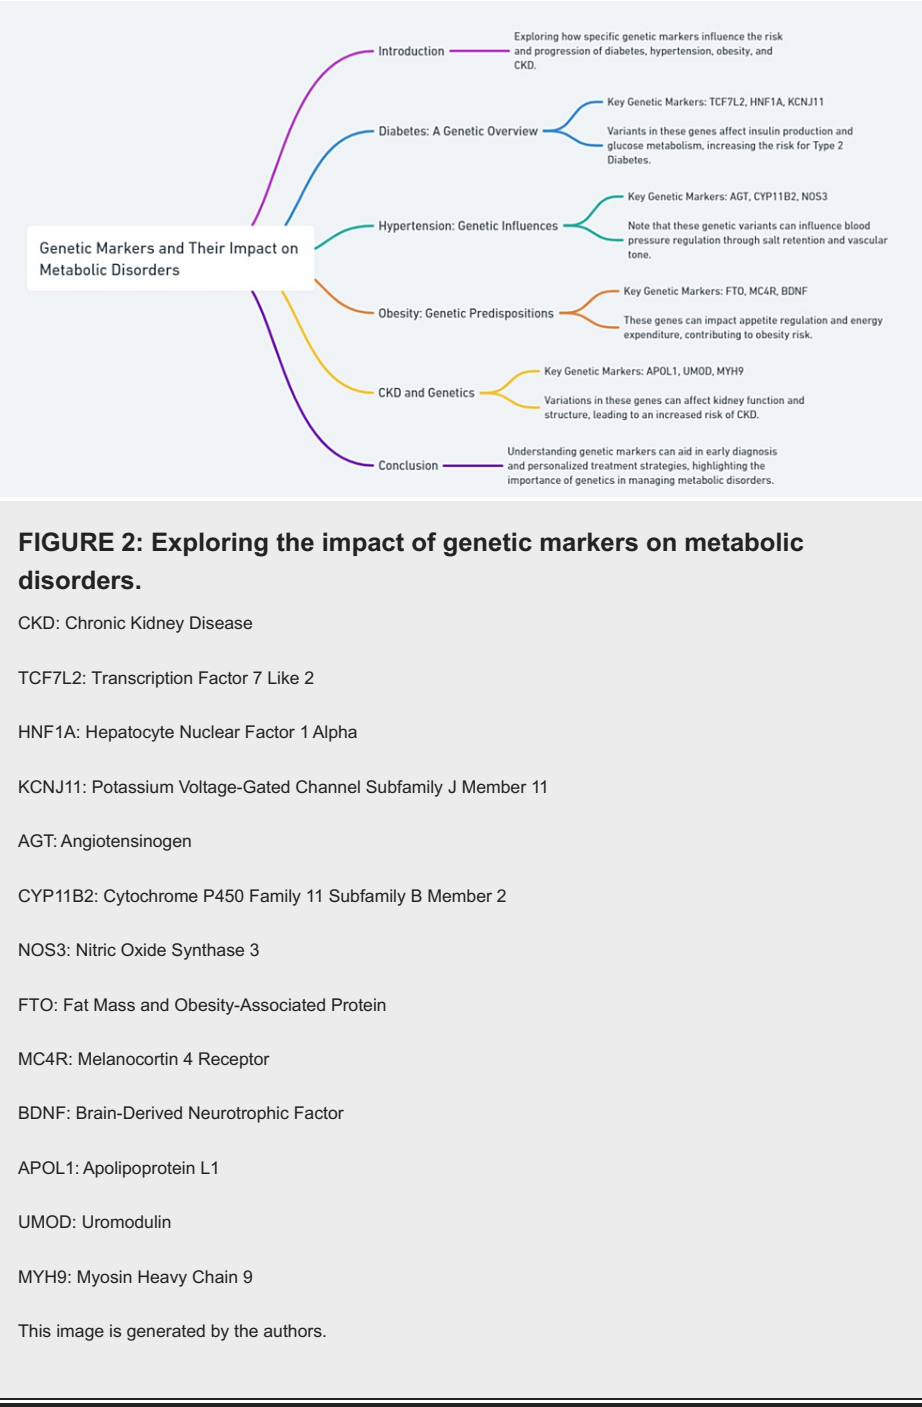 Introduction
Exploring how specific genetic markers influence the risk
and progression of diabetes, hypertension, obesity, and
CKD.
Diabetes: A Genetic Overview
Key Genetic Markers: TCF7L2, HNF1A, KCNJ11
Variants in these genes affect insulin production and
glucose metabolism, increasing the risk for Type 2
Diabetes.
Hypertension: Genetic Influences
Key Genetic Markers: AGT, CYP11B2, NOS3
Note that these genetic variants can influence blood
pressure regulation through salt retention and vascular
tone.
Genetic Markers and Their Impact on
Metabolic Disorders
Obesity: Genetic Predispositions
Key Genetic Markers: FTO, MC4R, BDNF
These genes can impact appetite regulation and energy
expenditure, contributing to obesity risk.
CKD and Genetics
Key Genetic Markers: APOL1, UMOD, MYH9
Variations in these genes can affect kidney function and
structure, leading to an increased risk of CKD.
Conclusion
Understanding genetic markers can aid in early diagnosis
and personalized treatment strategies, highlighting the
importance of genetics in managing metabolic disorders.
FIGURE 2: Exploring the impact of genetic markers on metabolic
disorders.
CKD: Chronic Kidney Disease
TCF7L2: Transcription Factor 7 Like 2
HNF1A: Hepatocyte Nuclear Factor 1 Alpha
KCNJ11: Potassium Voltage-Gated Channel Subfamily J Member 11
AGT: Angiotensinogen
CYP11B2: Cytochrome P450 Family 11 Subfamily B Member 2
NOS3: Nitric Oxide Synthase 3
FTO: Fat Mass and Obesity-Associated Protein
MC4R: Melanocortin 4 Receptor
BDNF: Brain-Derived Neurotrophic Factor
APOL1: Apolipoprotein L1
UMOD: Uromodulin
MYH9: Myosin Heavy Chain 9
This image is generated by the authors.